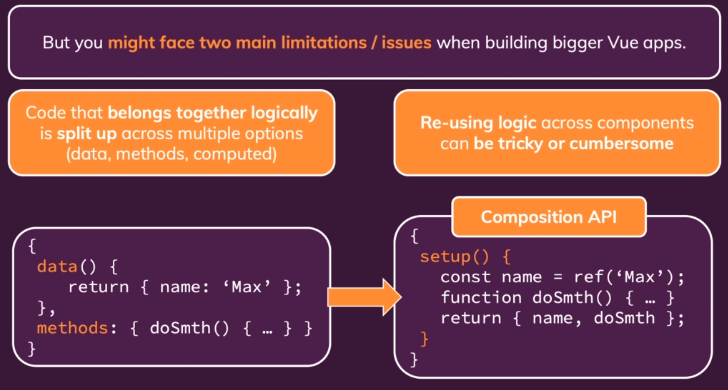 But you might face two main limitations / issues when building bigger Vue apps.
Code that belongs together logically
is split up across multiple options
(data, methods, computed)
Re-using logic across components
can be tricky or cumbersome
{
data() {
return { name: ‘Max’ };
},
methods: { doSmth() { … } }
}
Composition API
{
setup() {
const name = ref(‘Max’);
function doSmth() { … }
return { name, doSmth };
}
}